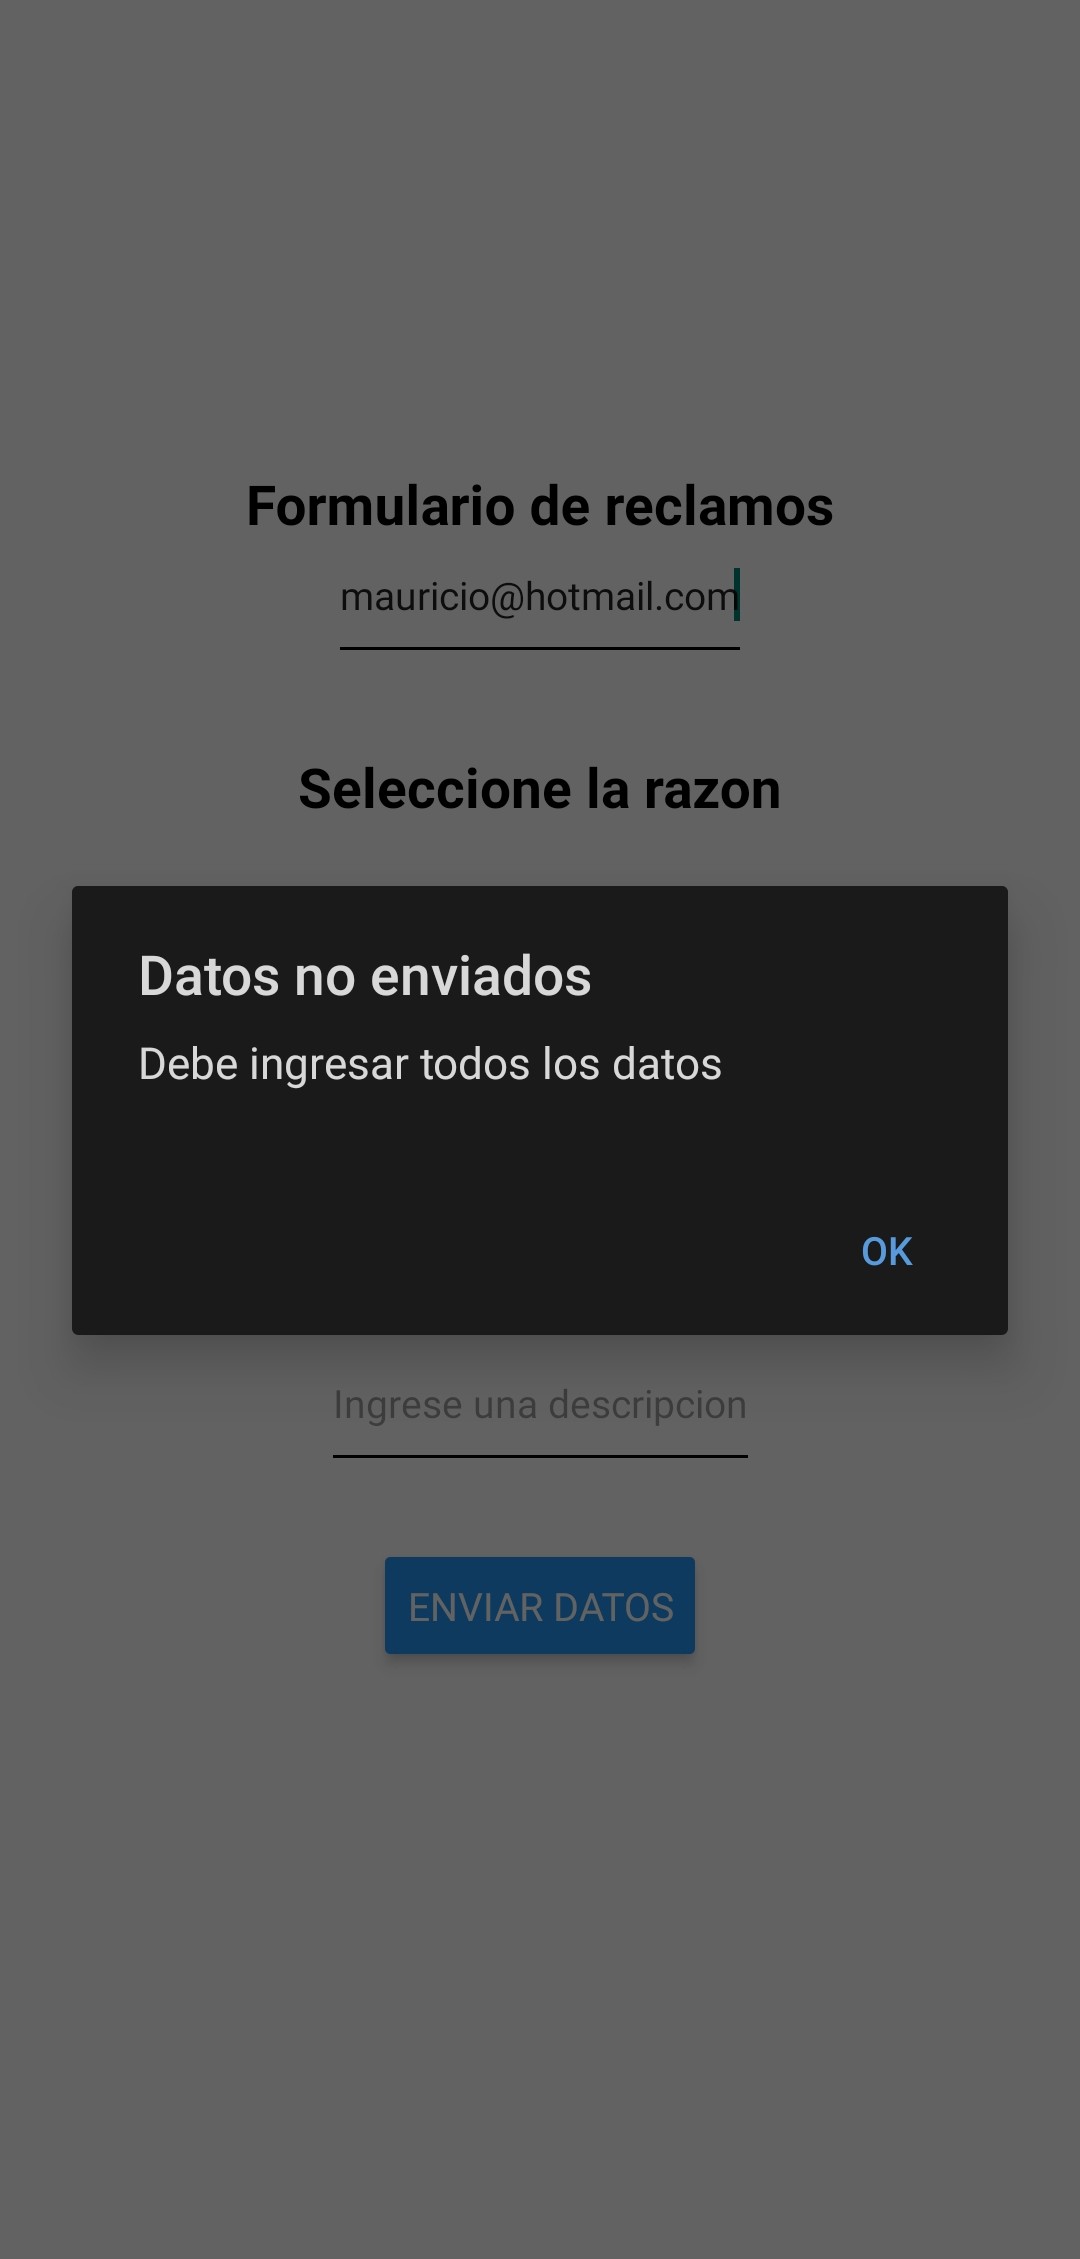 Formulario de reclamos
mauricio@hotmail.com
Seleccione la razon
Datos no enviados
Debe ingresar todos los datos
OK
Ingrese una descripcion
ENVIAR DATOS